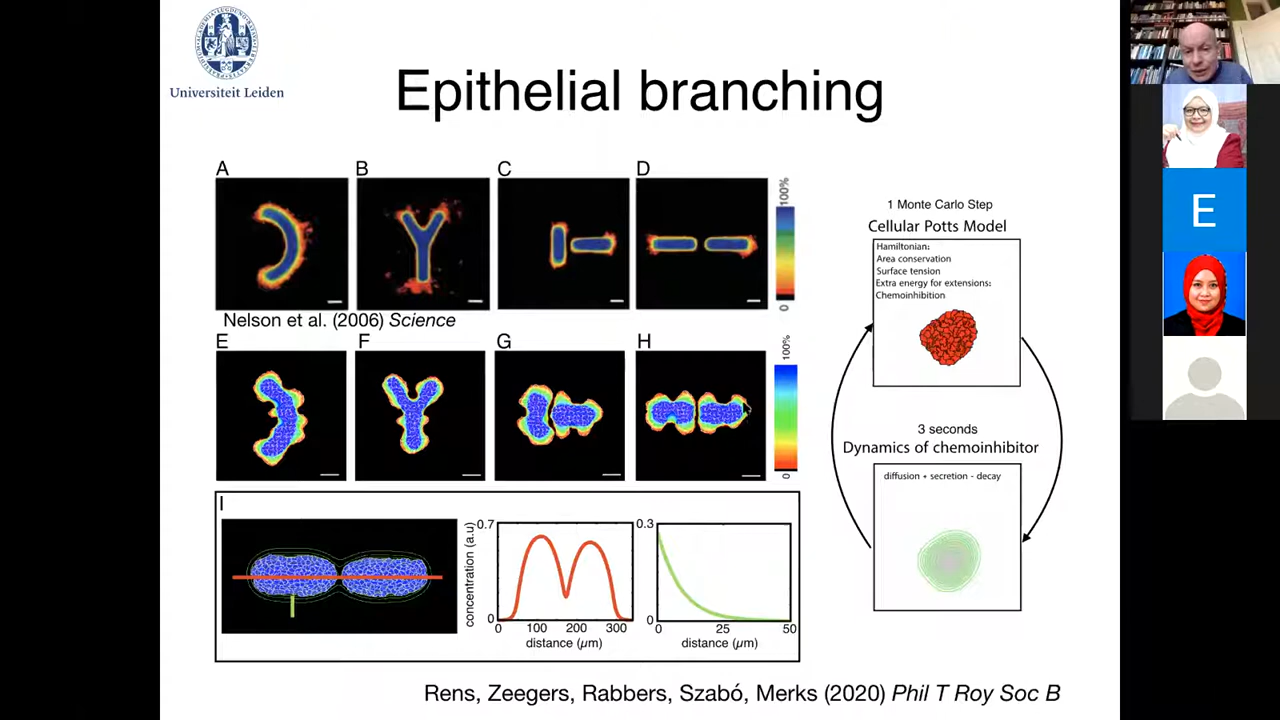 Universiteit Leiden
Epithelial branching
A
B
C
D
100%
0
Nelson et al. (2006) Science
E
F
G
H
100%
0
I
0.7
concentration (a.u)
0
0
100
200
300
distance (µm)
0.3
0
0
25
50
distance (µm)
1 Monte Carlo Step
Cellular Potts Model
Hamiltonian:
Area conservation
Surface tension
Extra energy for extensions:
Chemoinhibition
3 seconds
Dynamics of chemoinhibitor
diffusion + secretion - decay
Rens, Zeegers, Rabbers, Szabó, Merks (2020) Phil T Roy Soc B
E